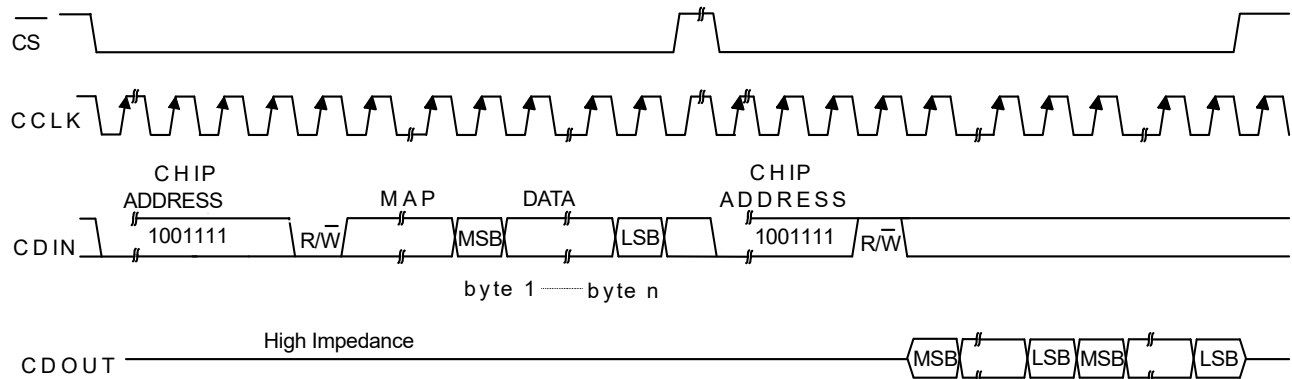 CS
CCLK
CHIP
ADDRESS
MAP
DATA
CHIP
ADDRESS
CDIN
1001111
R/W
MSB
LSB
1001111
R/W
byte 1 byte n
High Impedance
CDOUT
MSB
LSB
MSB
LSB